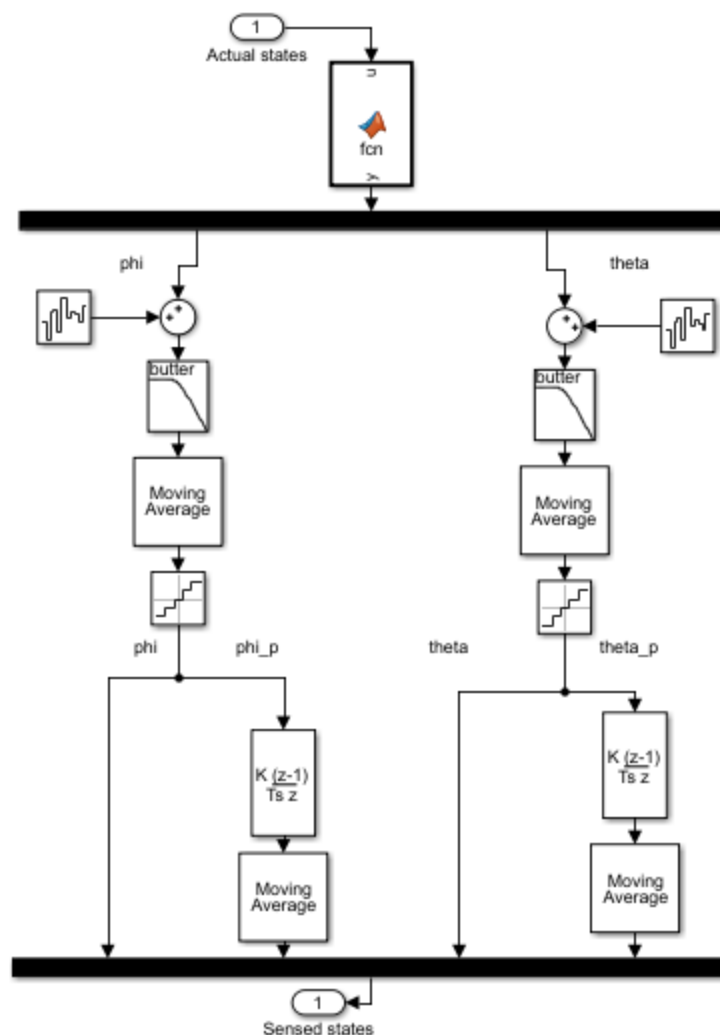 1
Actual states
u
fcn
y
phi
theta
butter
butter
Moving
Average
Moving
Average
phi
phi_p
theta
theta_p
K (z-1)
Ts z
K (z-1)
Ts z
Moving
Average
Moving
Average
1
Sensed states